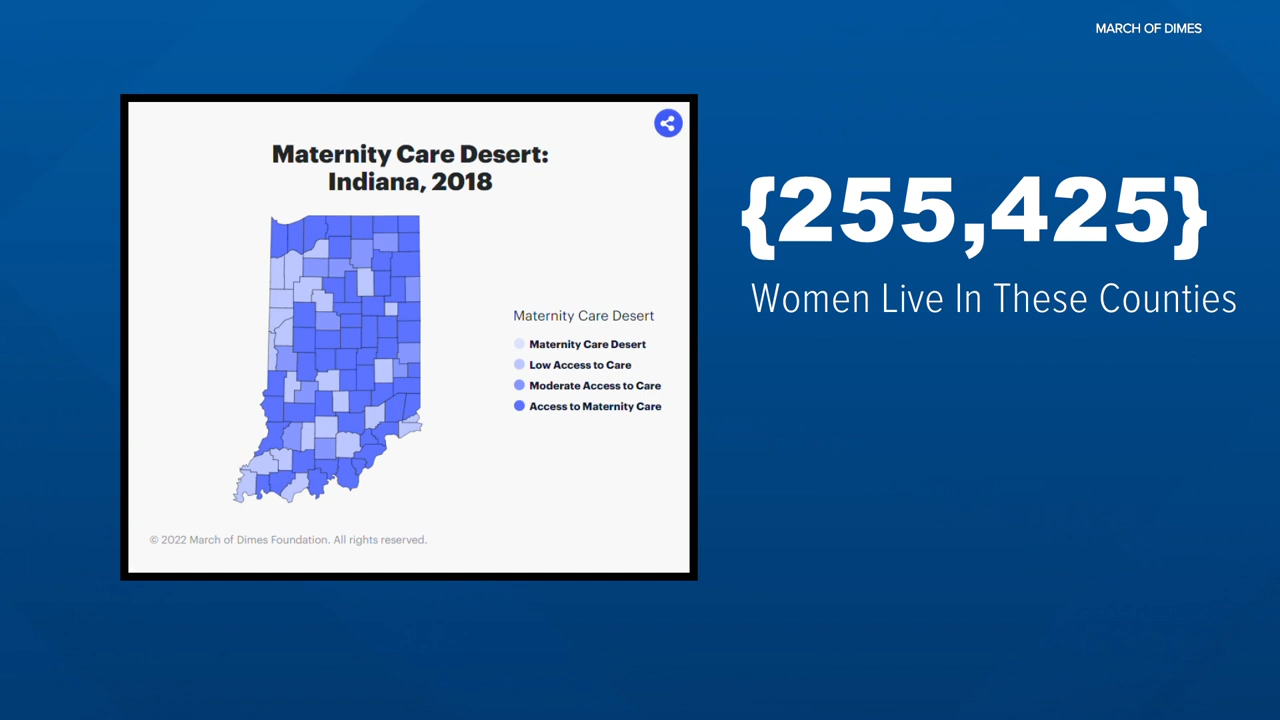 MARCH OF DIMES
Maternity Care Desert:
Indiana, 2018
{255,425}
Women Live In These Counties
Maternity Care Desert
Maternity Care Desert
Low Access to Care
Moderate Access to Care
Access to Maternity Care
© 2022 March of Dimes Foundation. All rights reserved.